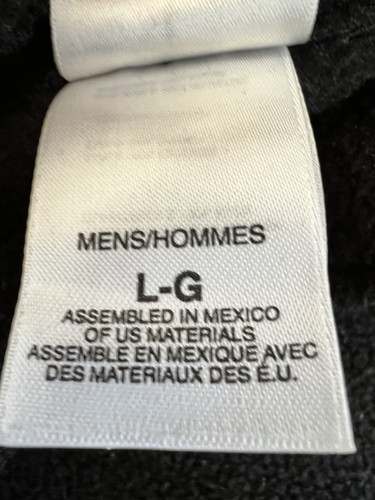 MENS/HOMMES
L-G
ASSEMBLED IN MEXICO
OF US MATERIALS
ASSEMBLE EN MEXIQUE AVEC
DES MATERIAUX DES É.U.